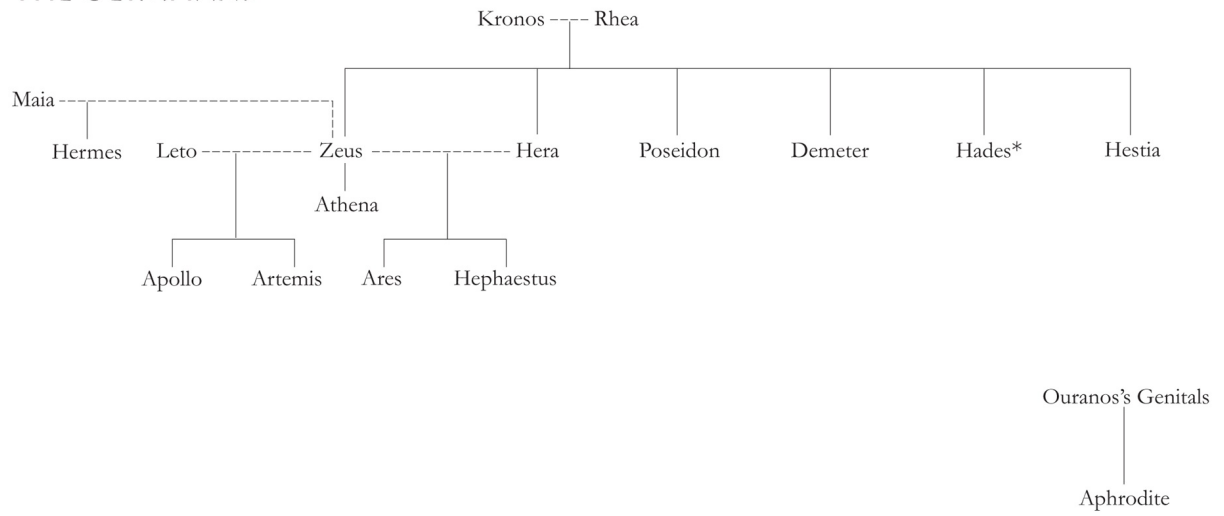 Kronos Rhea
Maia
Hermes Leto Zeus Hera Poseidon Demeter Hades* Hestia
Athena
Apollo Artemis Ares Hephaestus
Ouranos’s Genitals
Aphrodite